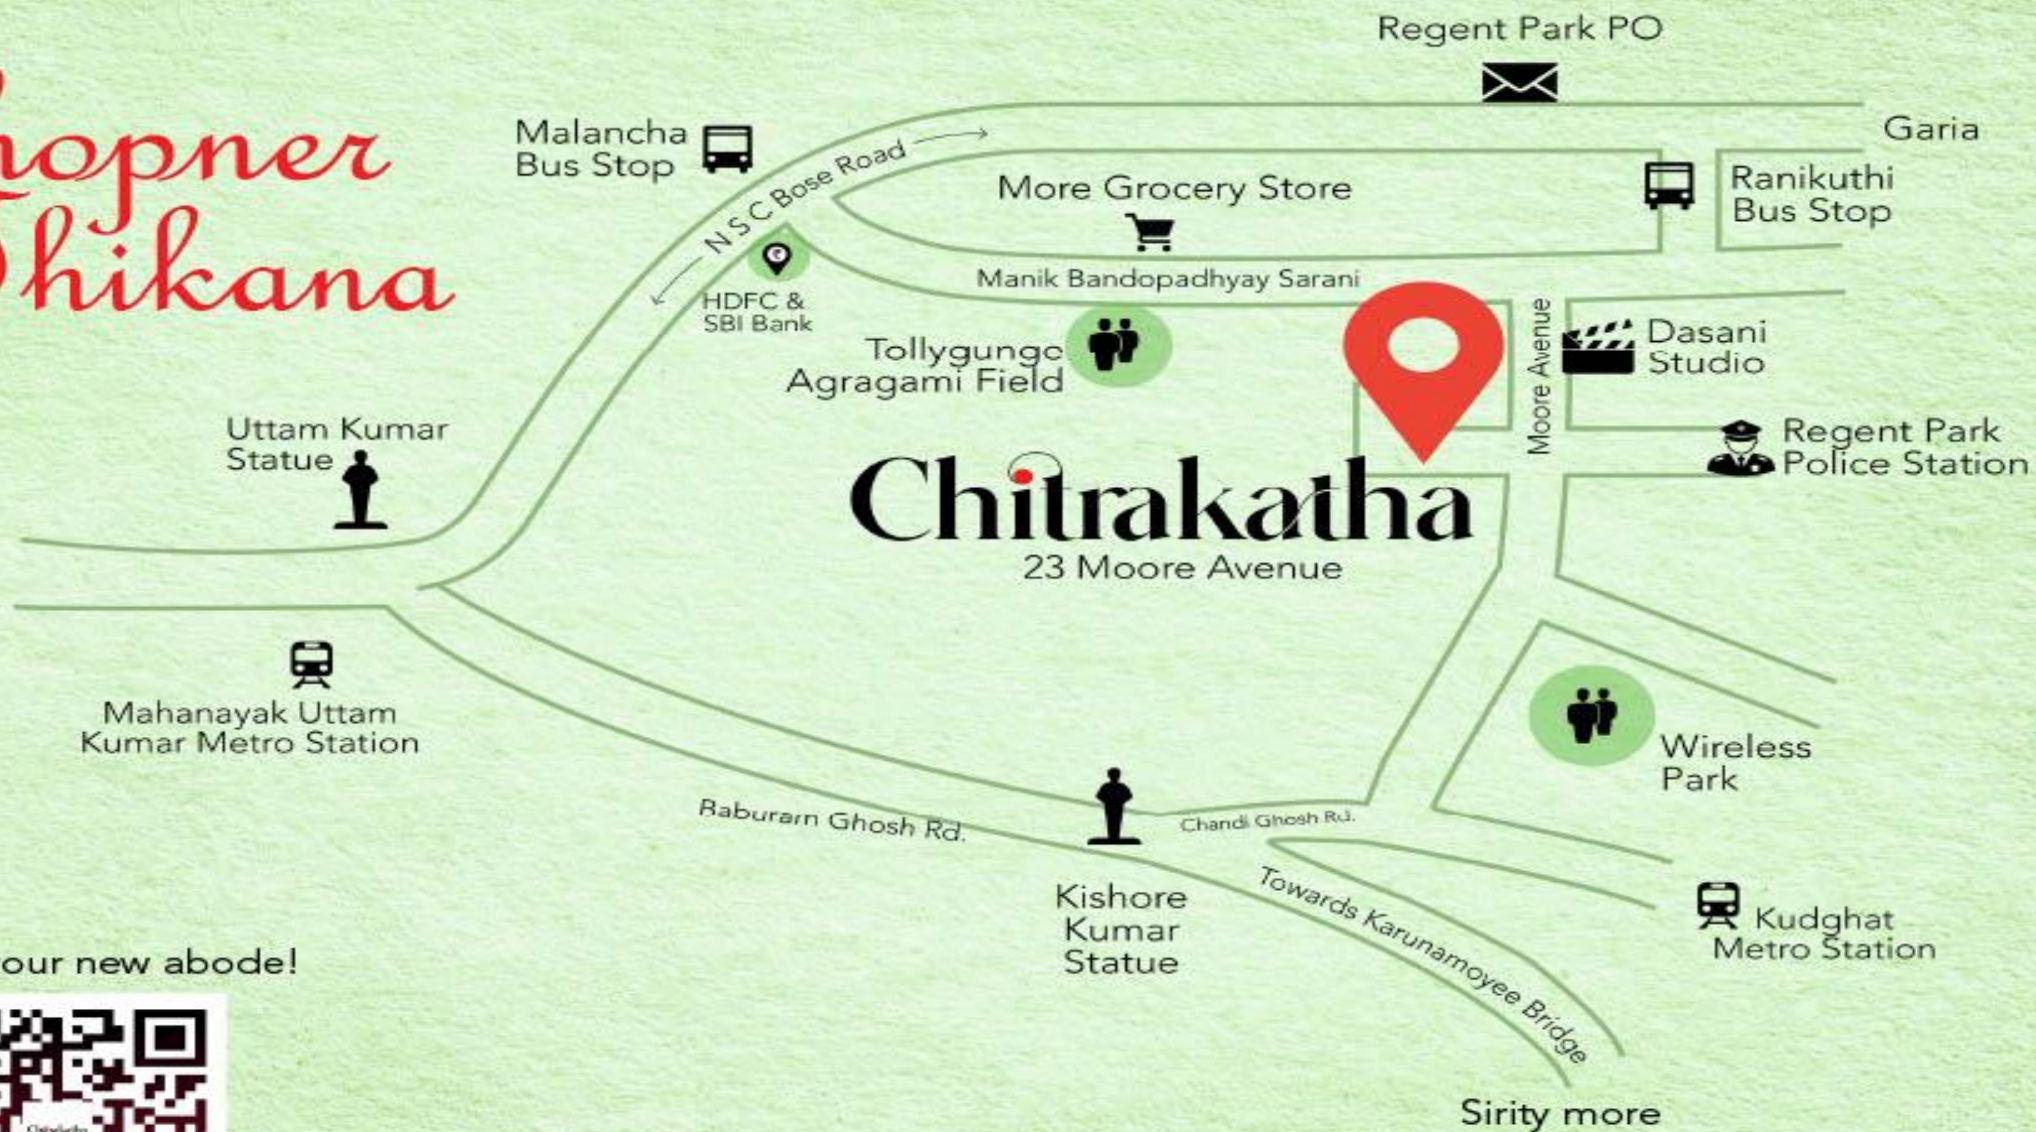 Regent Park PO
Garia
Malancha
Bus Stop
N S C Bose Road
More Grocery Store
Ranikuthi
Bus Stop
Manik Bandopadhyay Sarani
HDFC &
SBI Bank
Tollygunge
Agragami Field
Moore Avenue
Dasani
Studio
Uttam Kumar
Statue
Regent Park
Police Station
Chitrakatha
23 Moore Avenue
Mahanayak Uttam
Kumar Metro Station
Wireless
Park
Baburam Ghosh Rd.
Chandi Ghosh Rd.
Kishore
Kumar
Statue
Towards Karunamoyee Bridge
Kudghat
Metro Station
our new abode!
Sirity more